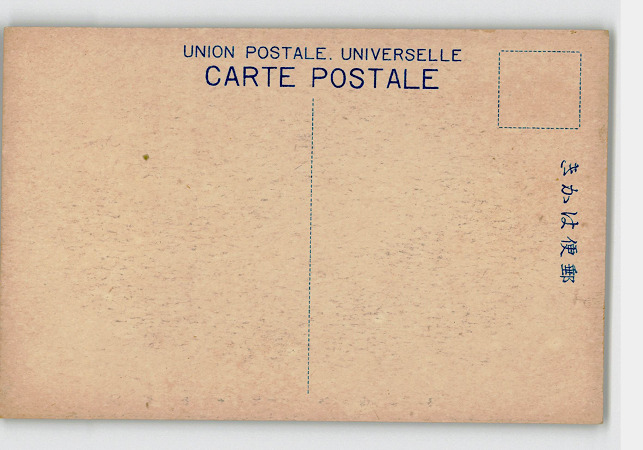 UNION POSTALE. UNIVERSELLE
CARTE POSTALE
きかは便郵